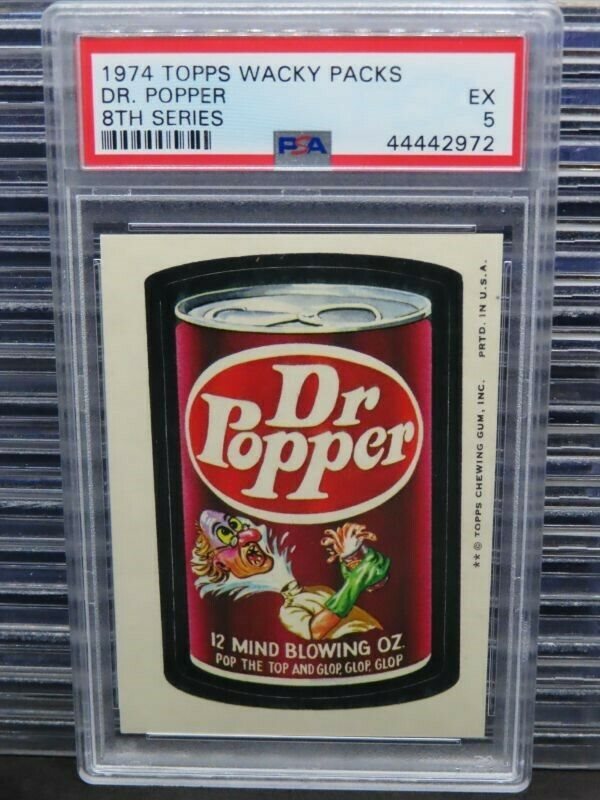 1974 TOPPS WACKY PACKS
DR. POPPER EX
8TH SERIES 5
PSA 44442972
Dr
Popper
12 MIND BLOWING OZ.
POP THE TOP AND GLOP, GLOP, GLOP
** © TOPPS CHEWING GUM, INC. PRTD. IN U.S.A.